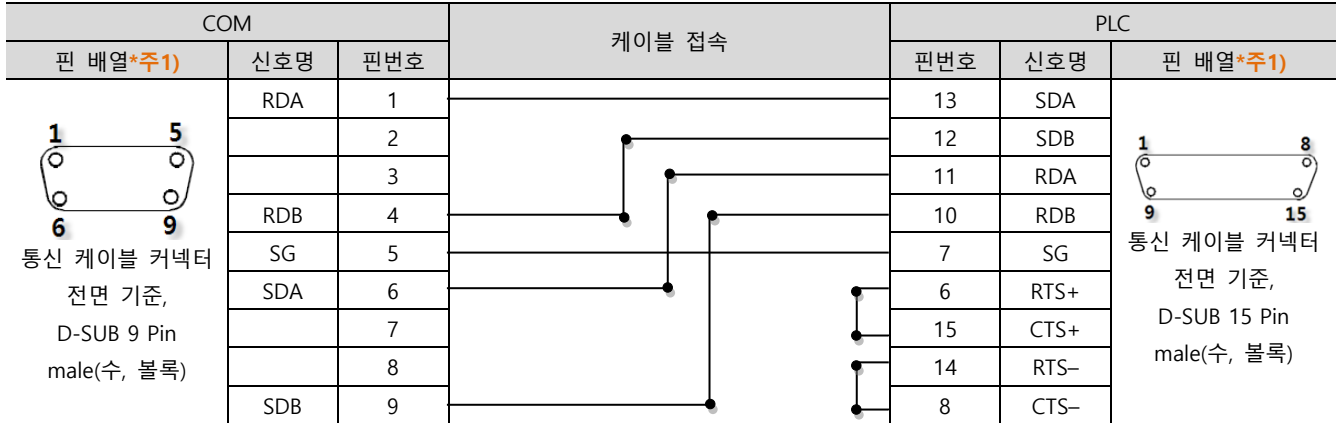 COM 케이블 접속 PLC
핀 배열*주1) 신호명 핀번호 핀번호 신호명 핀 배열*주1)
RDA 1 13 SDA
2 12 SDB
3 11 RDA
RDB 4 10 RDB
SG 5 7 SG
SDA 6 6 RTS+
7 15 CTS+
8 14 RTS–
SDB 9 8 CTS–
1 5
6 9
통신 케이블 커넥터
전면 기준,
D-SUB 9 Pin
male(수, 볼록)
1 8
9 15
통신 케이블 커넥터
전면 기준,
D-SUB 15 Pin
male(수, 볼록)